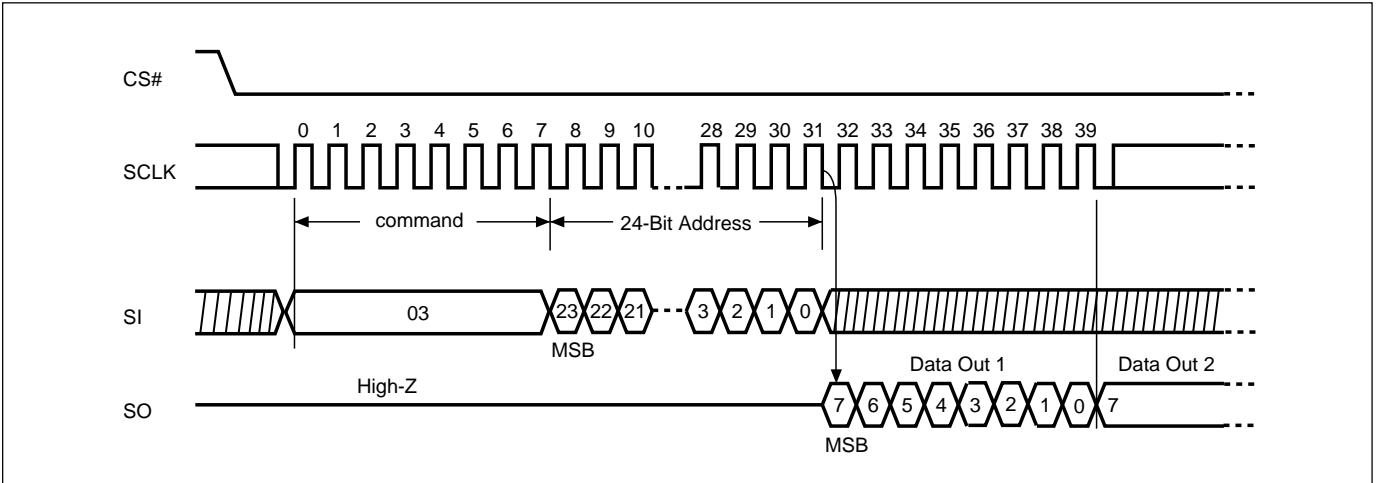 CS#
0 1 2 3 4 5 6 7 8 9 10 28 29 30 31 32 33 34 35 36 37 38 39
SCLK
command 24-Bit Address
SI 03 23 22 21 3 2 1 0
MSB
Data Out 1 Data Out 2
High-Z
SO 7 6 5 4 3 2 1 0 7
MSB